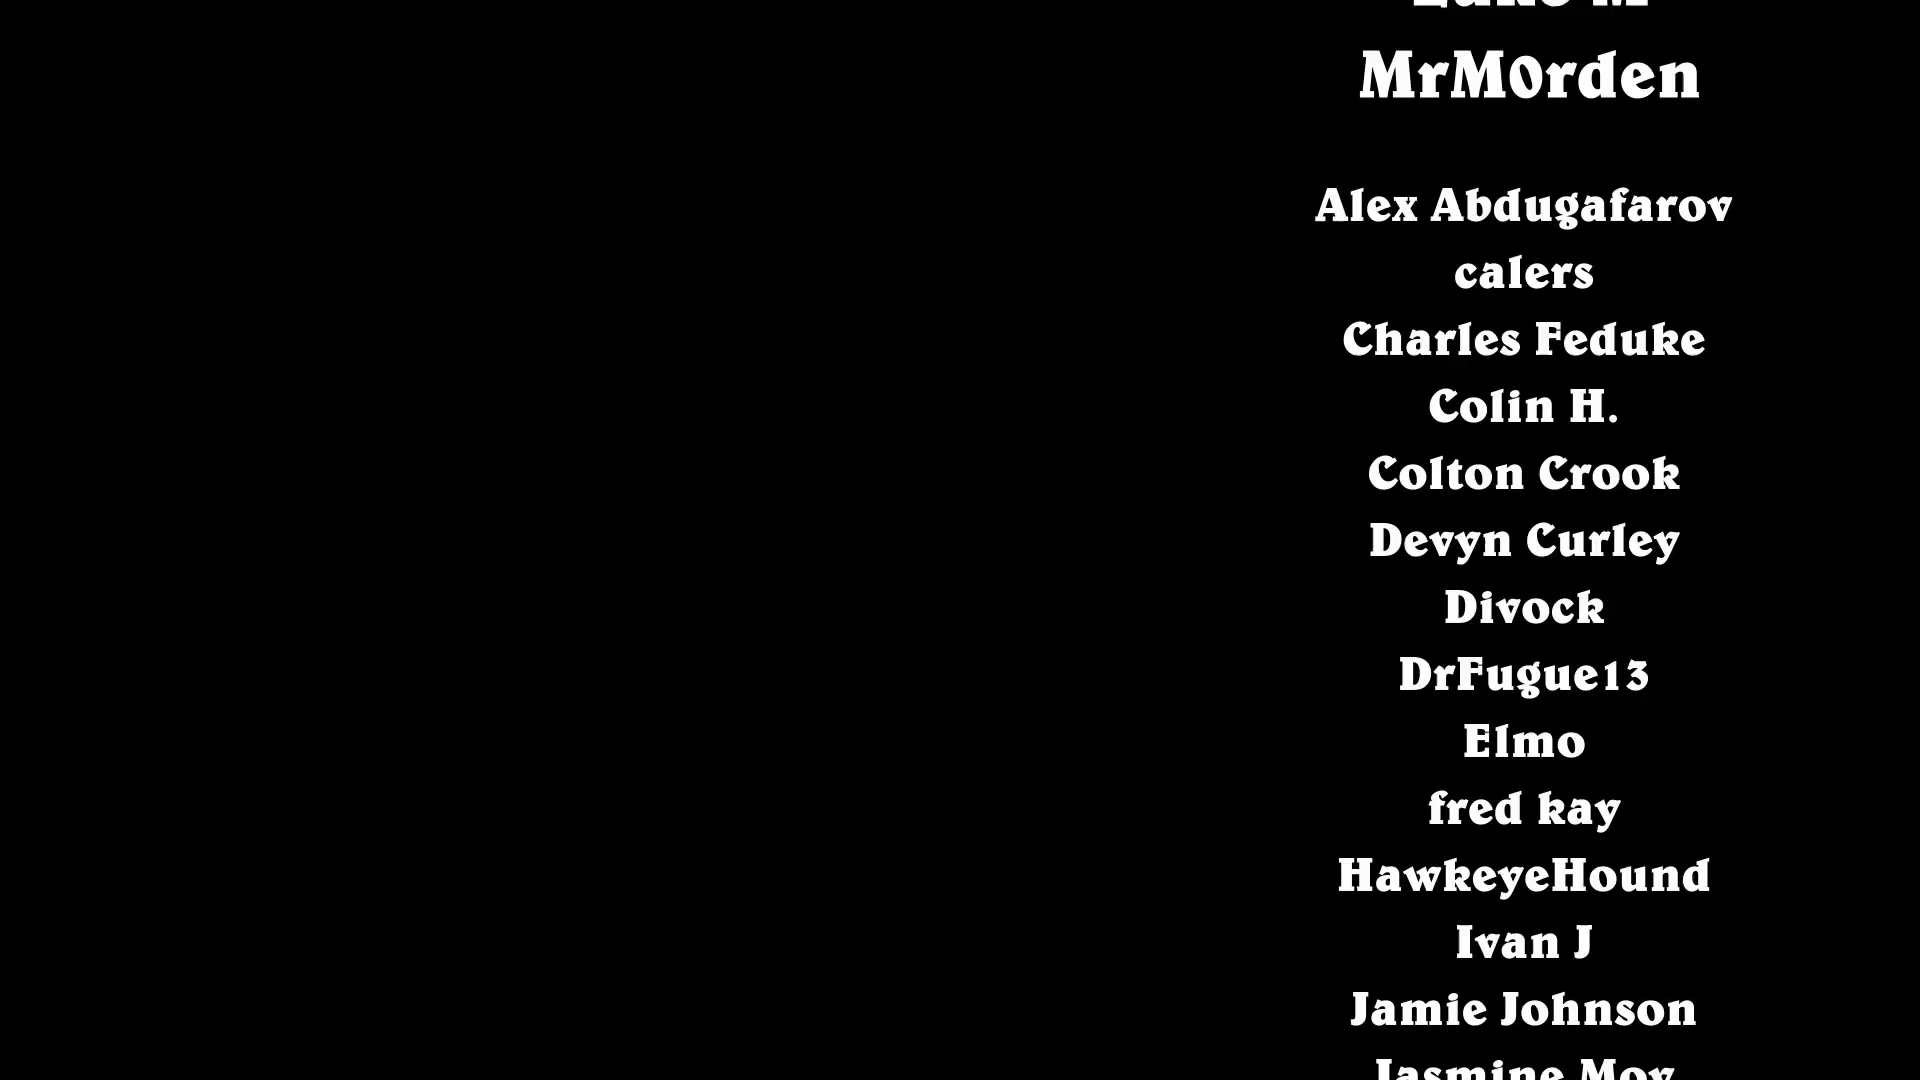 MrM0rden
Alex Abdugafarov
calers
Charles Feduke
Colin H.
Colton Crook
Devyn Curley
Divock
DrFugue13
Elmo
fred kay
HawkeyeHound
Ivan J
Jamie Johnson
Jasmine